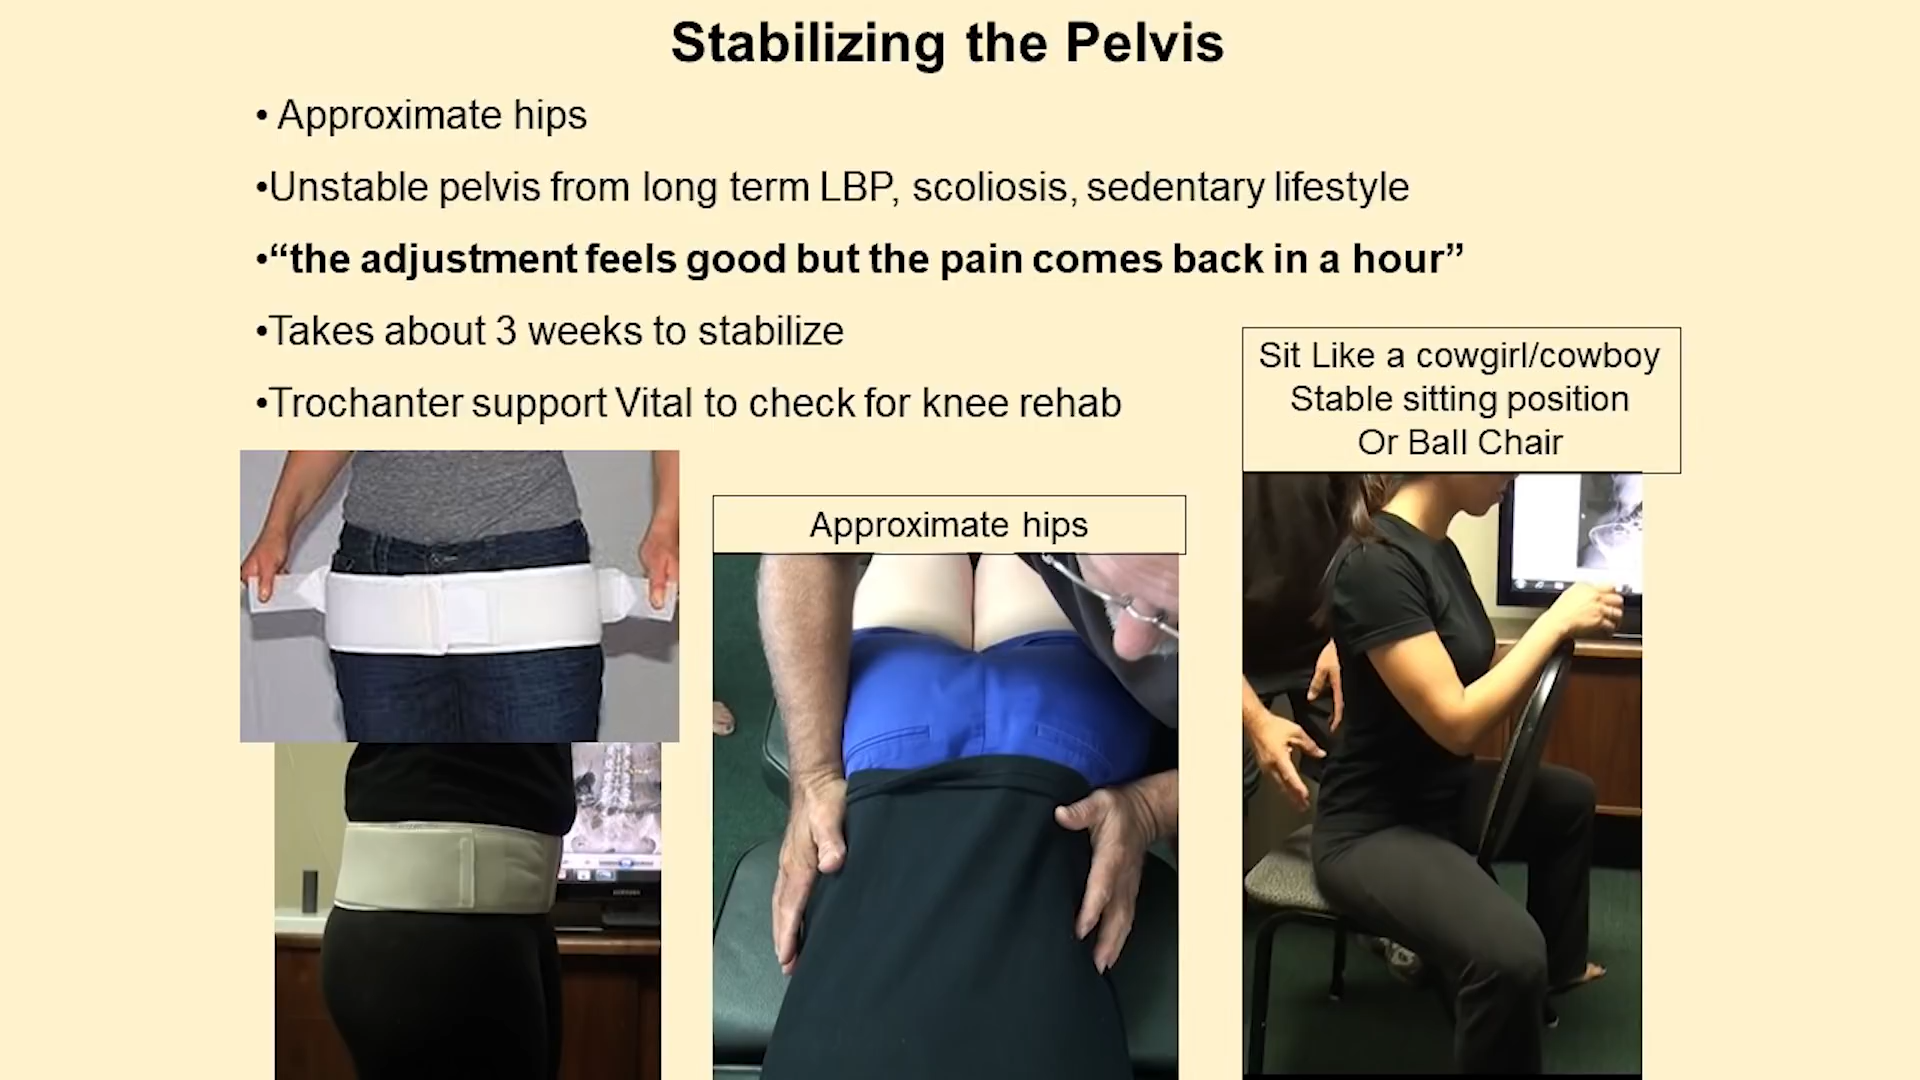 Stabilizing the Pelvis
• Approximate hips
•Unstable pelvis from long term LBP, scoliosis, sedentary lifestyle
•“the adjustment feels good but the pain comes back in a hour”
•Takes about 3 weeks to stabilize
•Trochanter support Vital to check for knee rehab
Sit Like a cowgirl/cowboy
Stable sitting position
Or Ball Chair
Approximate hips
SAMSUNG